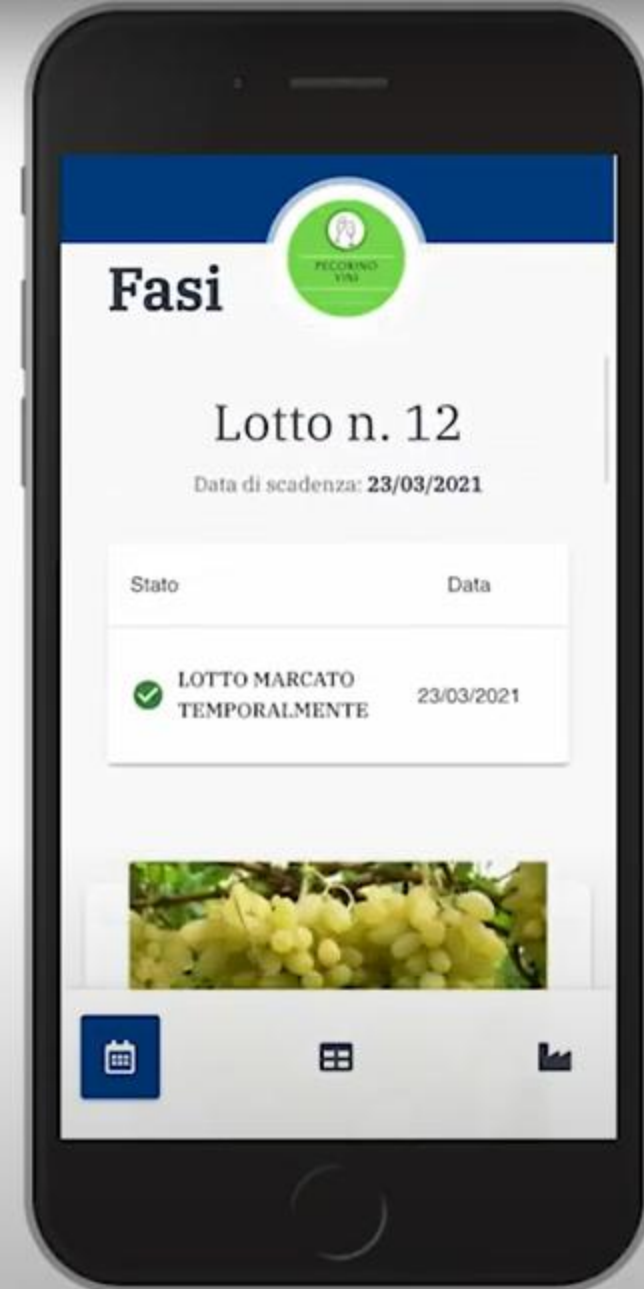 PECORINO
VINI
Fasi
Lotto n. 12
Data di scadenza: 23/03/2021
Stato Data
LOTTO MARCATO
TEMPORALMENTE
23/03/2021